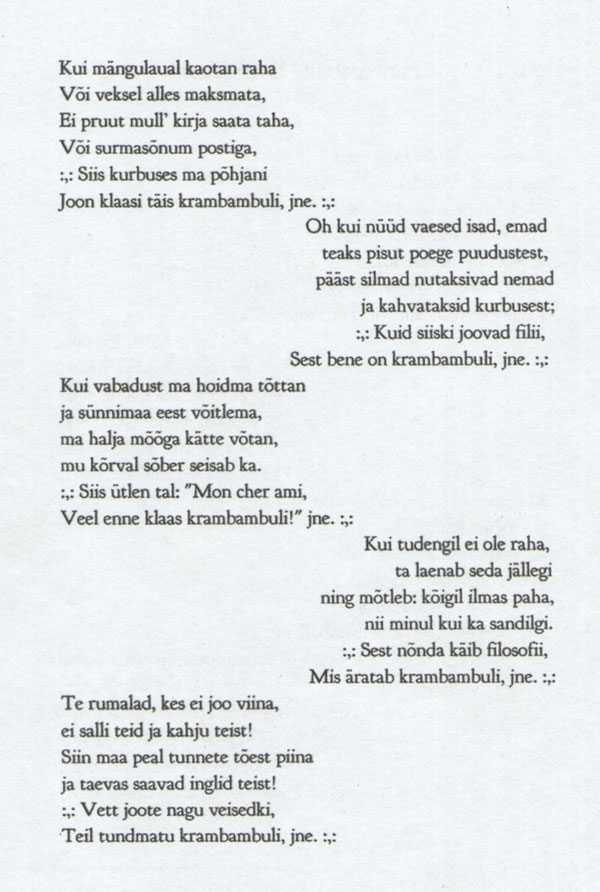 Kui mängulaual kaotan raha
Või veksel alles maksmata,
Ei pruut mull' kirja saata taha,
Või surmasõnum postiga,
:,: Siis kurbuses ma põhjani
Joon klaasi täis krambambuli, jne. :,:
Oh kui nüüd vaesed isad, emad
teaks pisut poege puudustest,
pääst silmad nutaksivad nemad
ja kahvataksid kurbusest;
:,: Kuid siiski joovad filii,
Sest bene on krambambuli, jne. :,:
Kui vabadust ma hoidma tõttan
ja sünnimaa eest võitlema,
ma halja mõõga kätte võtan,
mu kõrval sõber seisab ka.
:,: Siis ütlen tal: "Mon cher ami,
Veel enne klaas krambambuli!" jne. :,:
Kui tudengil ei ole raha,
ta laenab seda jällegi
ning mõtleb: kõigil ilmas paha,
nii minul kui ka sandilgi.
:,: Sest nõnda käib filosofii,
Mis äratab krambambuli, jne. :,:
Te rumalad, kes ei joo viina,
ei salli teid ja kahju teist!
Siin maa peal tunnete tõest piina
ja taevas saavad inglid teist!
:,: Vett joote nagu veisedki,
Teil tundmatu krambambuli, jne. :,: